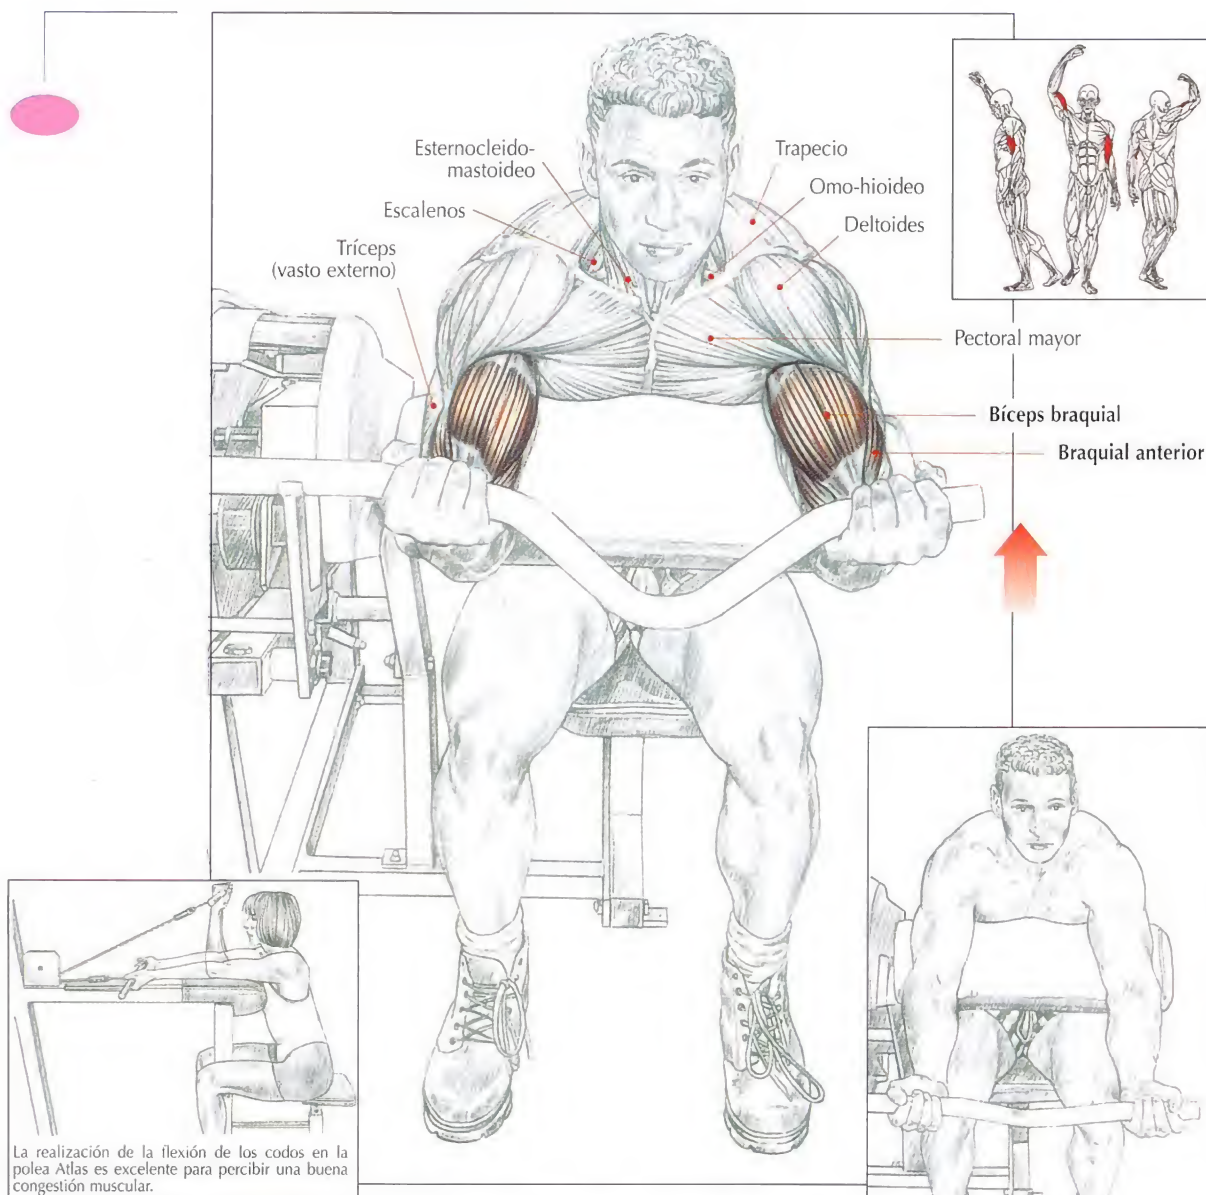 Esternocleido-
mastoideo
Escalenos
Tríceps
(vasto externo)
Trapecio
Omo-hioideo
Deltoides
Pectoral mayor
Bíceps braquial
Braquial anterior
La realización de la flexión de los codos en la
polea Atlas es excelente para percibir una buena
congestión muscular.